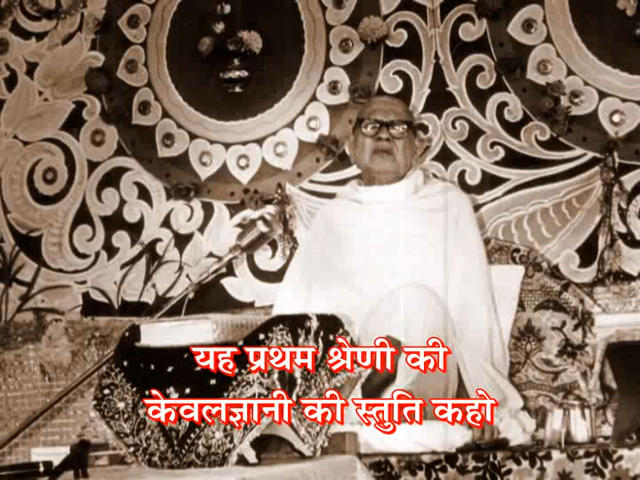 यह प्रथम श्रेणी की
केवलज्ञानी की स्तुति कहो